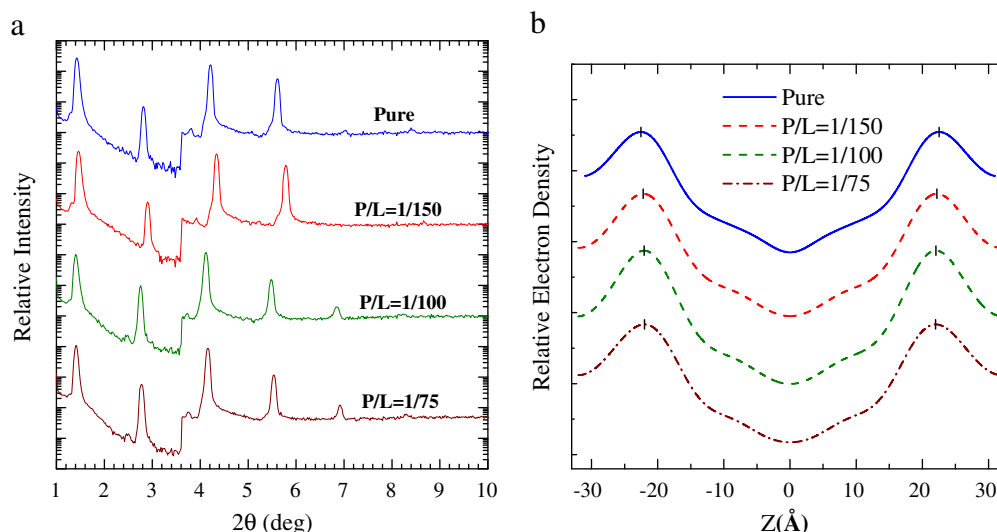 a
Relative Intensity
Pure
P/L=1/150
P/L=1/100
P/L=1/75
1 2 3 4 5 6 7 8 9 10
2θ (deg)
b
Relative Electron Density
Pure
P/L=1/150
P/L=1/100
P/L=1/75
-30 -20 -10 0 10 20 30
Z(Å)